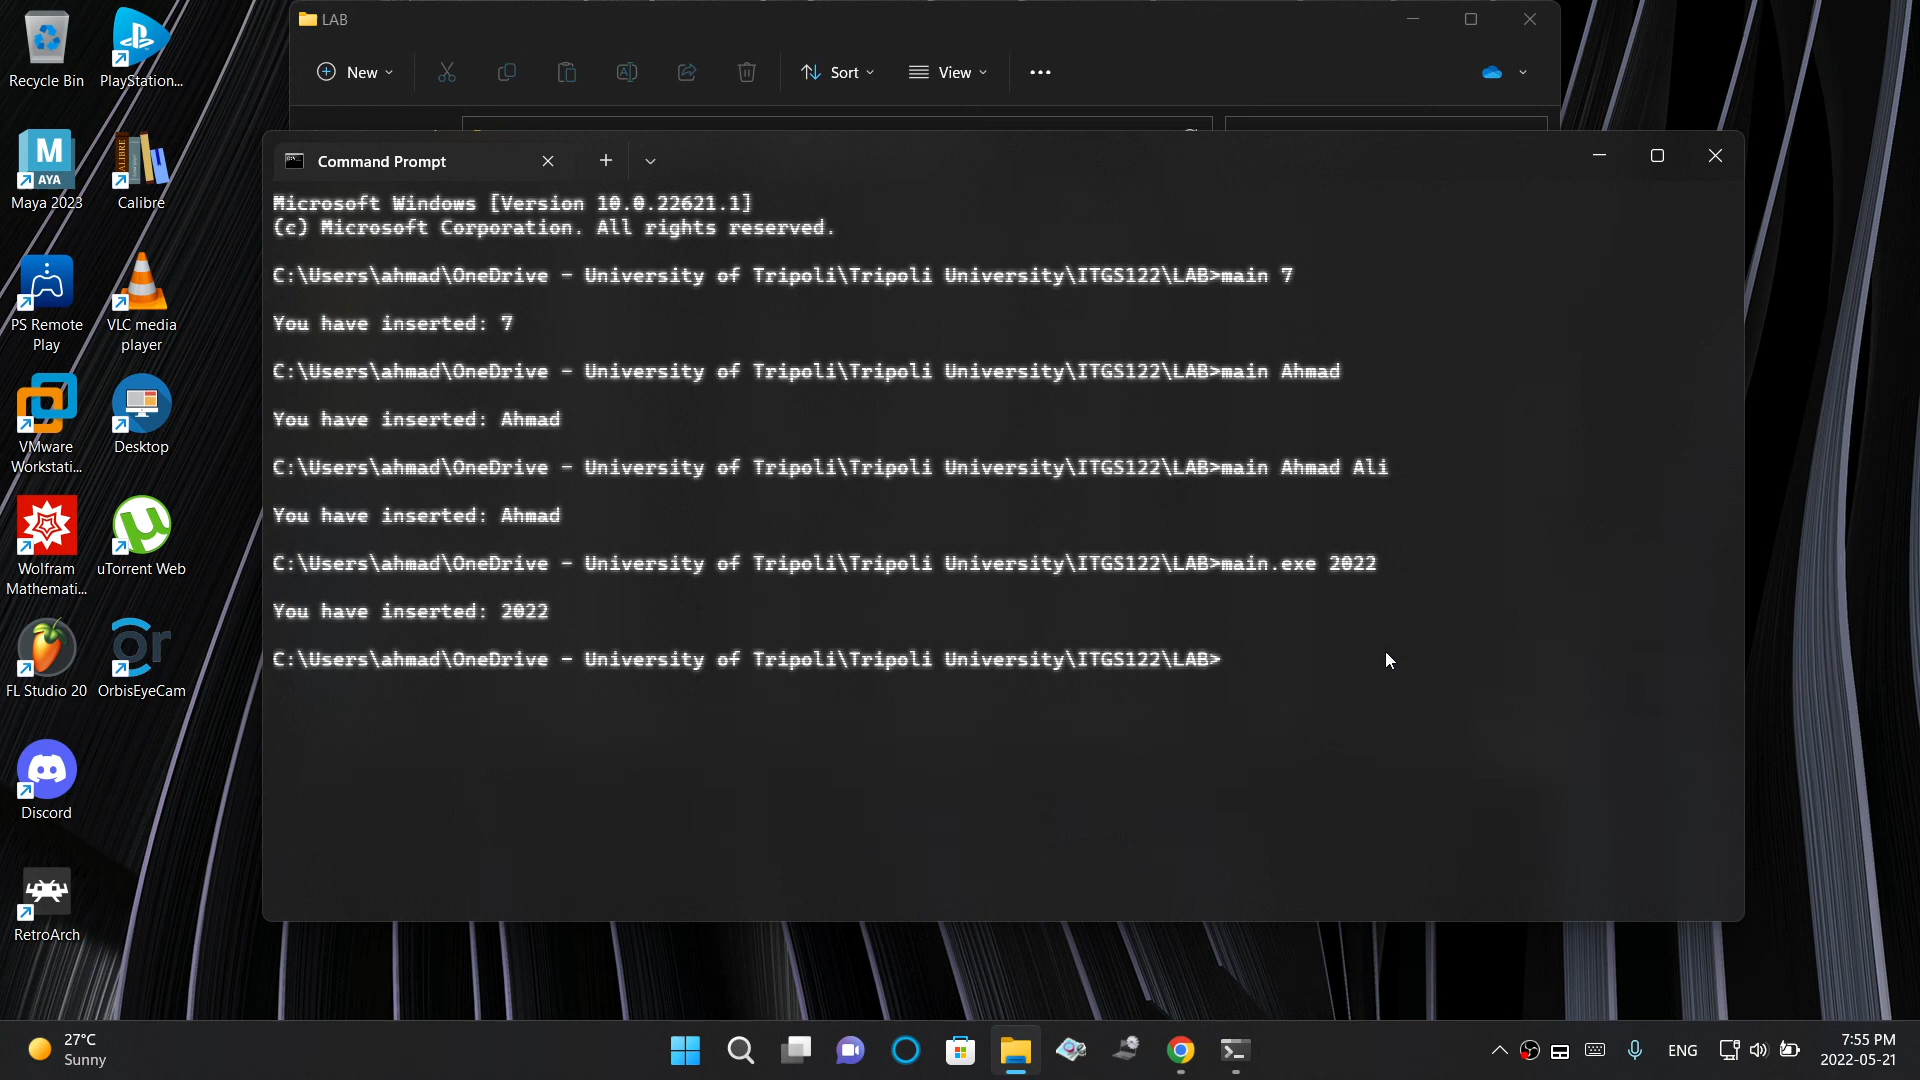 Recycle Bin
PlayStation...
Maya 2023
Calibre
PS Remote
Play
VLC media
player
VMware
Workstati...
Desktop
Wolfram
Mathemati...
uTorrent Web
FL Studio 20
OrbisEyeCam
Discord
RetroArch
M
AYA
CALIBRE
or
LAB
New
Sort
View
Command Prompt
Microsoft Windows [Version 10.0.22621.1]
(c) Microsoft Corporation. All rights reserved.
C:\Users\ahmad\OneDrive - University of Tripoli\Tripoli University\ITGS122\LAB>main 7
You have inserted: 7
C:\Users\ahmad\OneDrive - University of Tripoli\Tripoli University\ITGS122\LAB>main Ahmad
You have inserted: Ahmad
C:\Users\ahmad\OneDrive - University of Tripoli\Tripoli University\ITGS122\LAB>main Ahmad Ali
You have inserted: Ahmad
C:\Users\ahmad\OneDrive - University of Tripoli\Tripoli University\ITGS122\LAB>main.exe 2022
You have inserted: 2022
C:\Users\ahmad\OneDrive - University of Tripoli\Tripoli University\ITGS122\LAB>
27°C
Sunny
ENG
7:55 PM
2022-05-21